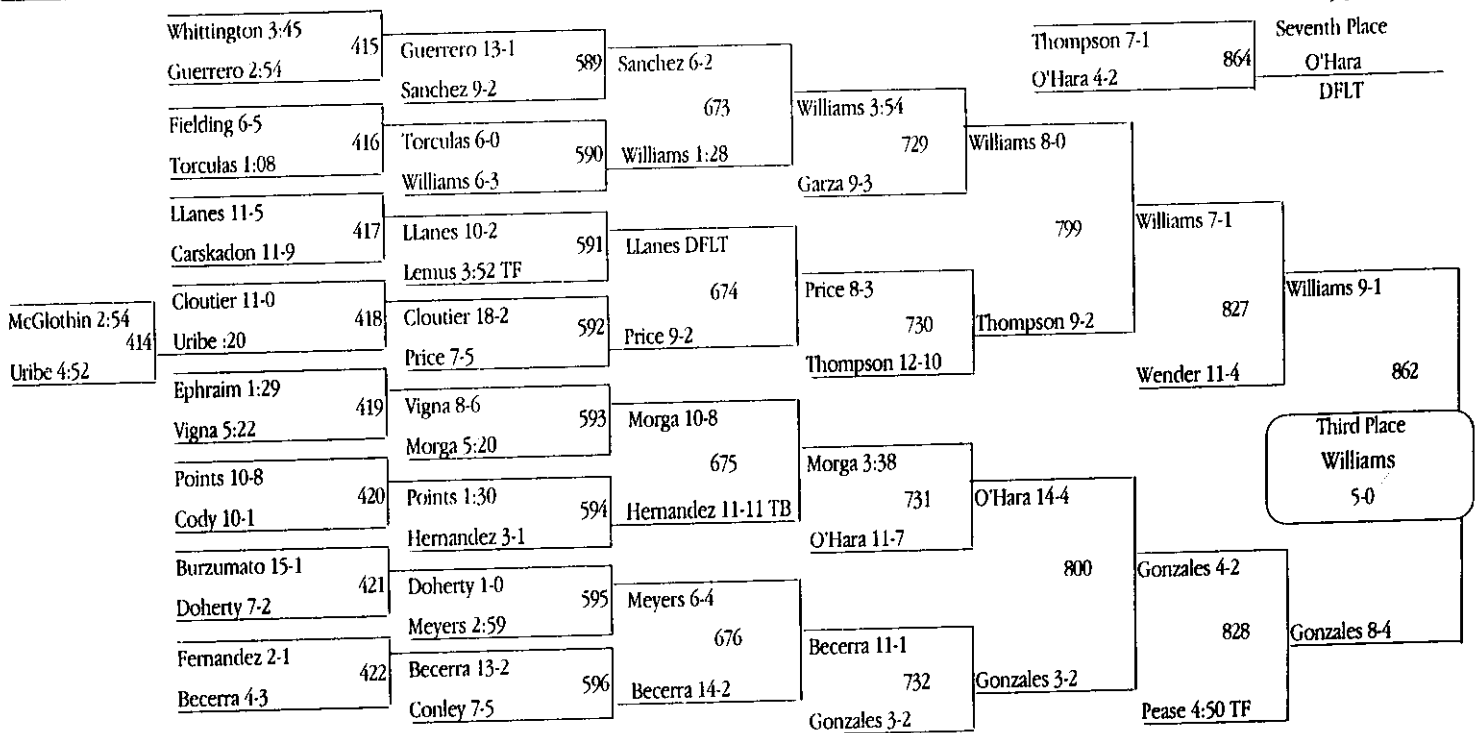 McGlothin 2:54
414
Uribe 4:52
Whittington 3:45
415
Guerrero 2:54
Fielding 6-5
416
Torculas 1:08
LLanes 11-5
417
Carskadon 11-9
Cloutier 11-0
418
Uribe :20
Ephraim 1:29
419
Vigna 5:22
Points 10-8
420
Cody 10-1
Burzumato 15-1
421
Doherty 7-2
Fernandez 2-1
422
Becerra 4-3
Guerrero 13-1
589
Sanchez 9-2
Torculas 6-0
590
Williams 6-3
LLanes 10-2
591
Lemus 3:52 TF
Cloutier 18-2
592
Price 7-5
Vigna 8-6
593
Morga 5:20
Points 1:30
594
Hernandez 3-1
Doherty 1-0
595
Meyers 2:59
Becerra 13-2
596
Conley 7-5
Sanchez 6-2
673
Williams 1:28
LLanes DFLT
674
Price 9-2
Morga 10-8
675
Hernandez 11-11 TB
Meyers 6-4
676
Becerra 14-2
Williams 3:54
729
Garza 9-3
Price 8-3
730
Thompson 12-10
Morga 3:38
731
O'Hara 11-7
Becerra 11-1
732
Gonzales 3-2
Williams 8-0
799
Thompson 9-2
O'Hara 14-4
800
Gonzales 3-2
Williams 7-1
827
Wender 11-4
Gonzales 4-2
828
Pease 4:50 TF
Williams 9-1
862
Gonzales 8-4
Third Place
Williams
5-0
Thompson 7-1
864
O'Hara 4-2
Seventh Place
O'Hara
DFLT